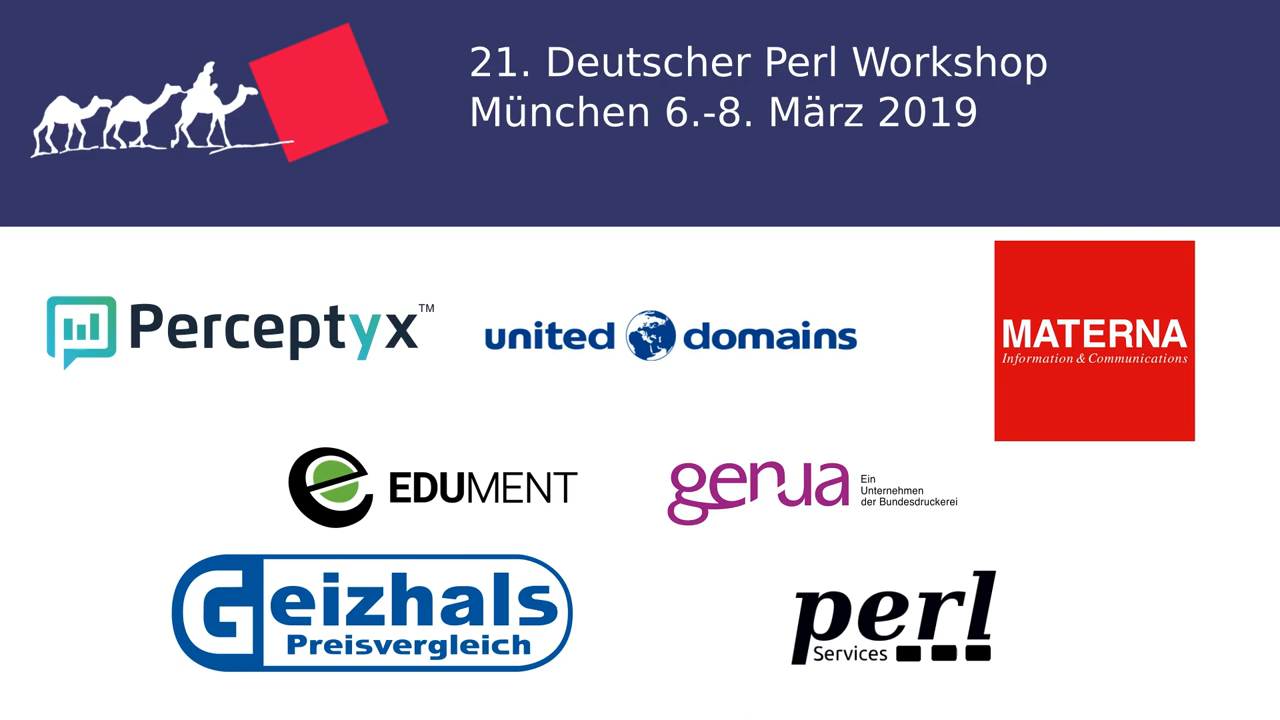 21. Deutscher Perl Workshop
München 6.-8. März 2019
Perceptyx™
united domains
MATERNA
Information & Communications
EDUMENT
genua
Ein
Unternehmen
der Bundesdruckerei
Geizhals
Preisvergleich
perl
Services